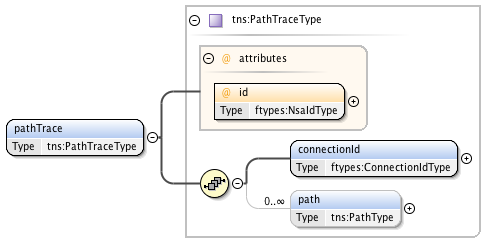 tns:PathTraceType
@ attributes
@ id
Type ftypes:NsaIdType
pathTrace
Type tns:PathTraceType
connectionId
Type ftypes:ConnectionIdType
0..∞
path
Type tns:PathType